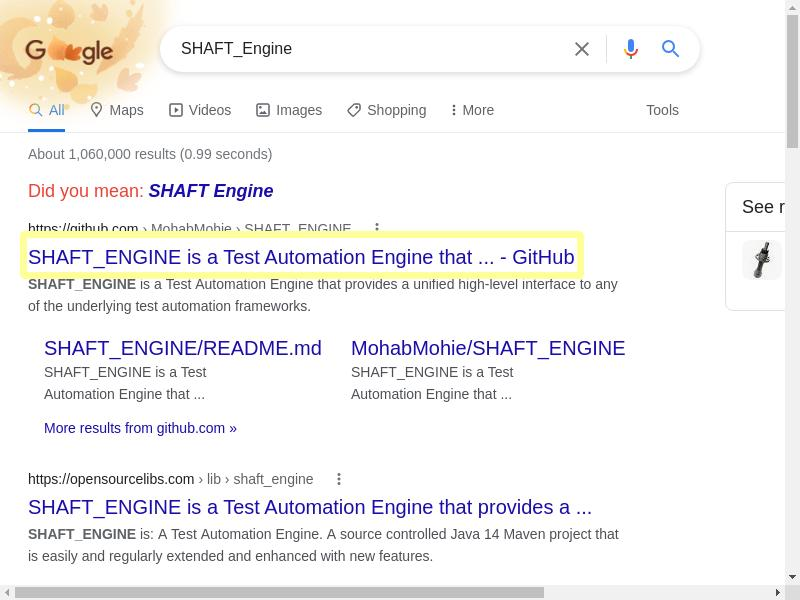 Google
SHAFT_Engine
All Maps Videos Images Shopping More Tools
About 1,060,000 results (0.99 seconds)
Did you mean: SHAFT Engine
https://github.com › MohabMohie › SHAFT_ENGINE
SHAFT_ENGINE is a Test Automation Engine that ... - GitHub
SHAFT_ENGINE is a Test Automation Engine that provides a unified high-level interface to any
of the underlying test automation frameworks.
SHAFT_ENGINE/README.md
SHAFT_ENGINE is a Test
Automation Engine that ...
MohabMohie/SHAFT_ENGINE
SHAFT_ENGINE is a Test
Automation Engine that ...
More results from github.com »
https://opensourcelibs.com › lib › shaft_engine
SHAFT_ENGINE is a Test Automation Engine that provides a ...
SHAFT_ENGINE is: A Test Automation Engine. A source controlled Java 14 Maven project that
is easily and regularly extended and enhanced with new features.
See r